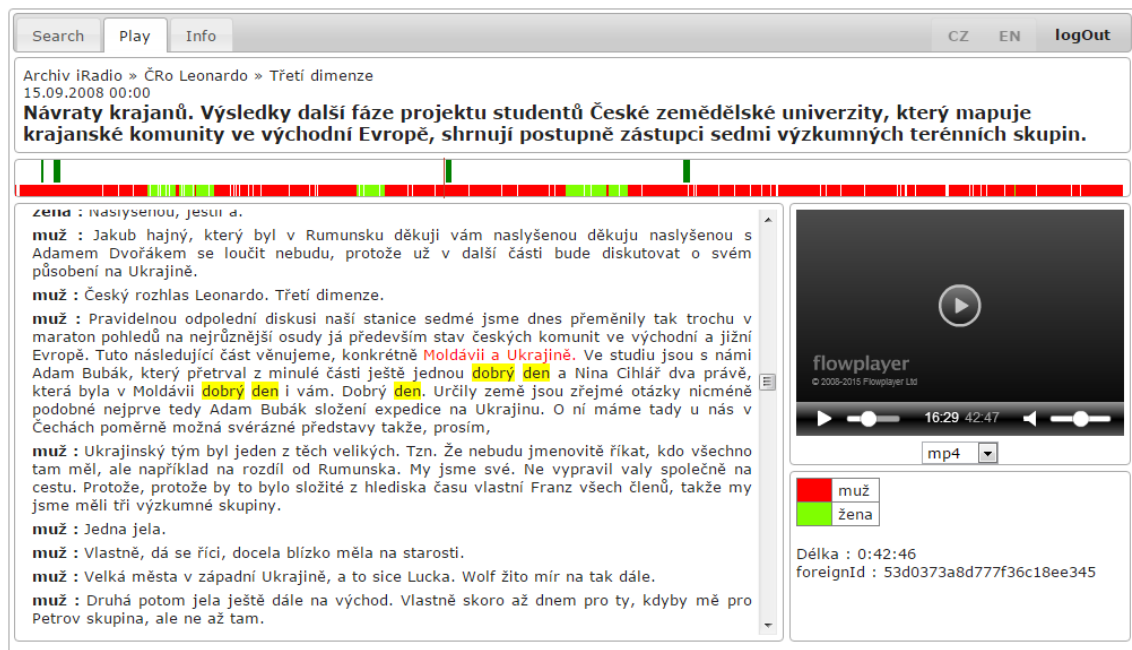 Search Play Info CZ EN logOut
Archiv iRadio » ČRo Leonardo » Třetí dimenze
15.09.2008 00:00
Návraty krajanů. Výsledky další fáze projektu studentů České zemědělské univerzity, který mapuje
krajanské komunity ve východní Evropě, shrnují postupně zástupci sedmi výzkumných terénních skupin.
žena : Naslyšenou, jestli a.
muž : Jakub hajný, který byl v Rumunsku děkuji vám naslyšenou děkuju naslyšenou s
Adamem Dvořákem se loučit nebudu, protože už v další části bude diskutovat o svém
působení na Ukrajině.
muž : Český rozhlas Leonardo. Třetí dimenze.
muž : Pravidelnou odpolední diskusi naší stanice sedmé jsme dnes přeměnily tak trochu v
maraton pohledů na nejrůznější osudy já především stav českých komunit ve východní a jižní
Evropě. Tuto následující část věnujeme, konkrétně Moldávii a Ukrajině. Ve studiu jsou s námi
Adam Bubák, který přetrval z minulé části ještě jednou dobrý den a Nina Cihlář dva právě,
která byla v Moldávii dobrý den i vám. Dobrý den. Určily země jsou zřejmé otázky nicméně
podobné nejprve tedy Adam Bubák složení expedice na Ukrajinu. O ní máme tady u nás v
Čechách poměrně možná svérázné představy takže, prosím,
muž : Ukrajinský tým byl jeden z těch velikých. Tzn. Že nebudu jmenovitě říkat, kdo všechno
tam měl, ale například na rozdíl od Rumunska. My jsme své. Ne vypravil valy společně na
cestu. Protože, protože by to bylo složité z hlediska času vlastní Franz všech členů, takže my
jsme měli tři výzkumné skupiny.
muž : Jedna jela.
muž : Vlastně, dá se říci, docela blízko měla na starosti.
muž : Velká města v západní Ukrajině, a to sice Lucka. Wolf žito mír na tak dále.
muž : Druhá potom jela ještě dále na východ. Vlastně skoro až dnem pro ty, kdyby mě pro
Petrov skupina, ale ne až tam.
flowplayer
© 2008-2015 Flowplayer Ltd
16:29 42:47
mp4
muž
žena
Délka : 0:42:46
foreignId : 53d0373a8d777f36c18ee345